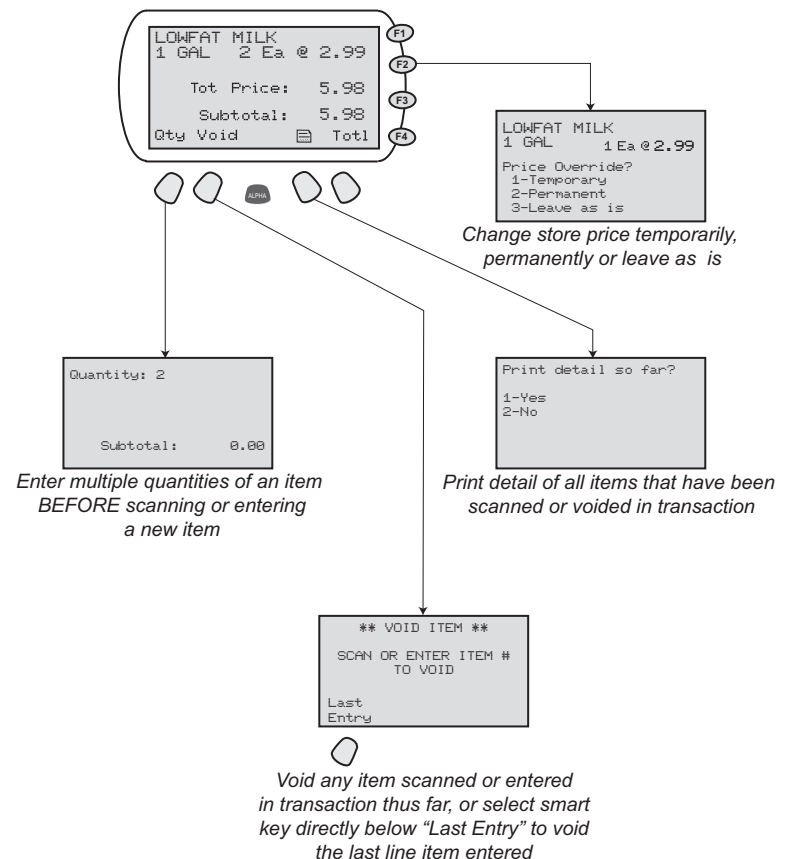 LOWFAT MILK
1 GAL 2 Ea @ 2.99
Tot Price: 5.98
Subtotal: 5.98
Qty Void Totl
F1
F2
F3
F4
ALPHA
LOWFAT MILK
1 GAL 1 Ea @ 2.99
Price Override?
1-Temporary
2-Permanent
3-Leave as is
Change store price temporarily,
permanently or leave as is
Quantity: 2
Subtotal: 0.00
Enter multiple quantities of an item
BEFORE scanning or entering
a new item
Print detail so far?
1-Yes
2-No
Print detail of all items that have been
scanned or voided in transaction
** VOID ITEM **
SCAN OR ENTER ITEM #
TO VOID
Last
Entry
Void any item scanned or entered
in transaction thus far, or select smart
key directly below “Last Entry” to void
the last line item entered